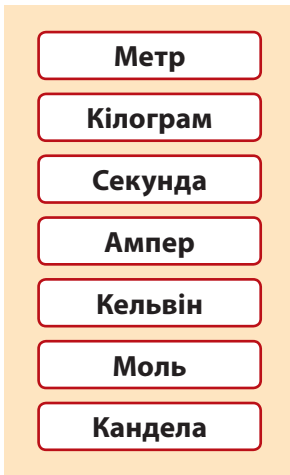 Метр
Кілограм
Секунда
Ампер
Кельвін
Моль
Кандела